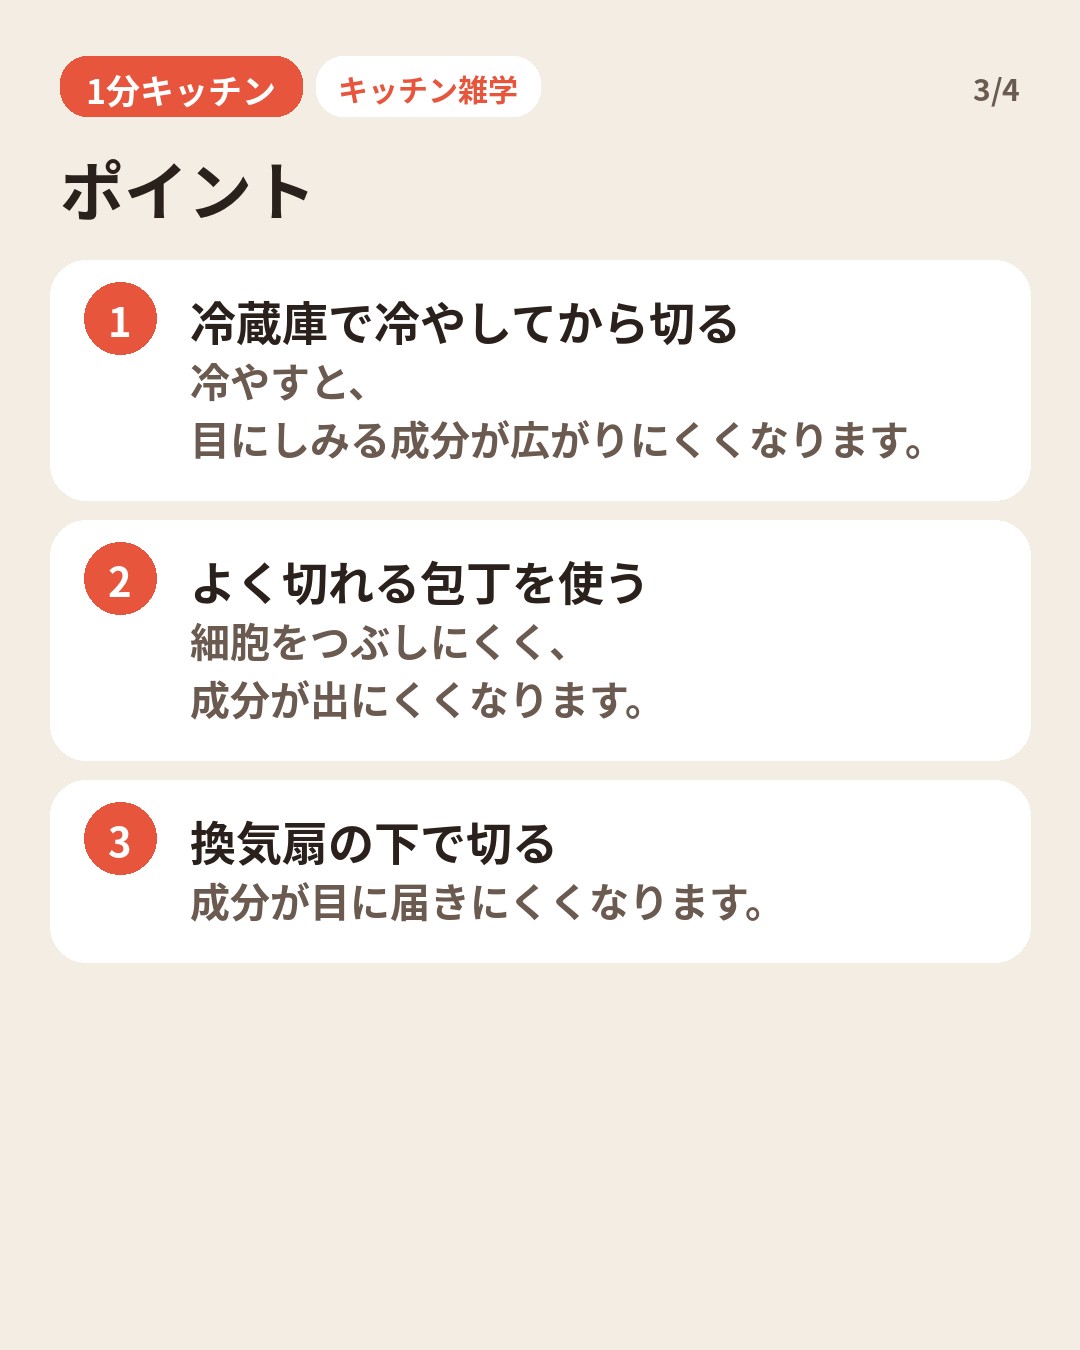 1分キッチン キッチン雑学 3/4
ポイント
1 冷蔵庫で冷やしてから切る
冷やすと、
目にしみる成分が広がりにくくなります。
2 よく切れる包丁を使う
細胞をつぶしにくく、
成分が出にくくなります。
3 換気扇の下で切る
成分が目に届きにくくなります。